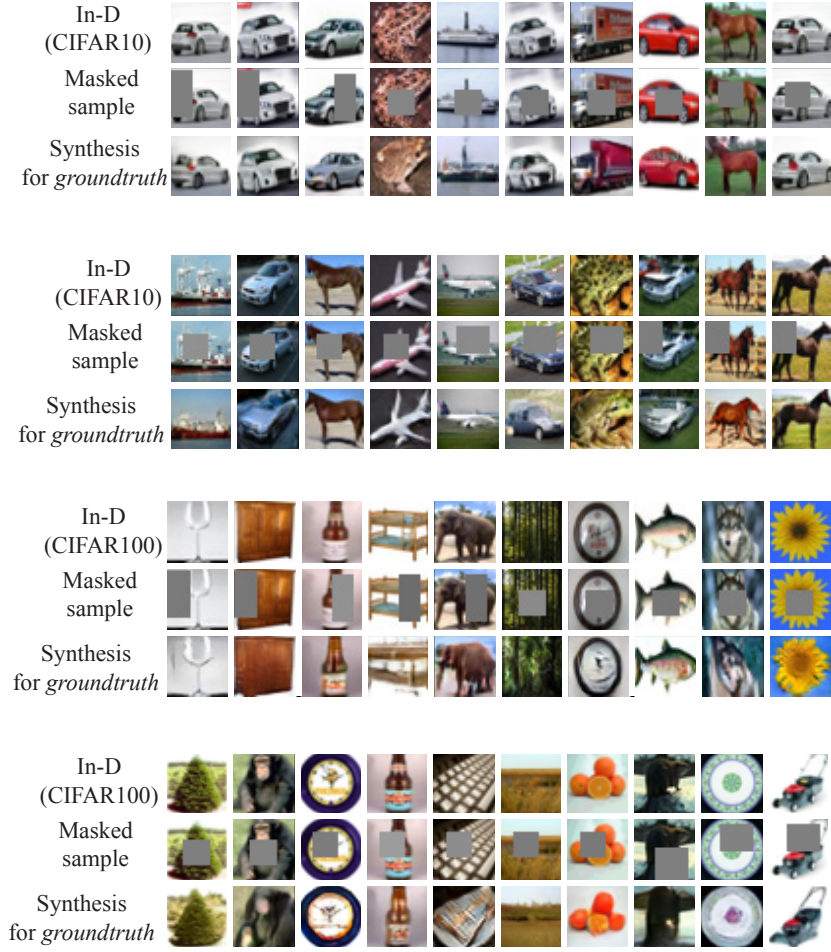 In-D
(CIFAR10)
Masked
sample
Synthesis
for groundtruth
In-D
(CIFAR10)
Masked
sample
Synthesis
for groundtruth
In-D
(CIFAR100)
Masked
sample
Synthesis
for groundtruth
In-D
(CIFAR100)
Masked
sample
Synthesis
for groundtruth